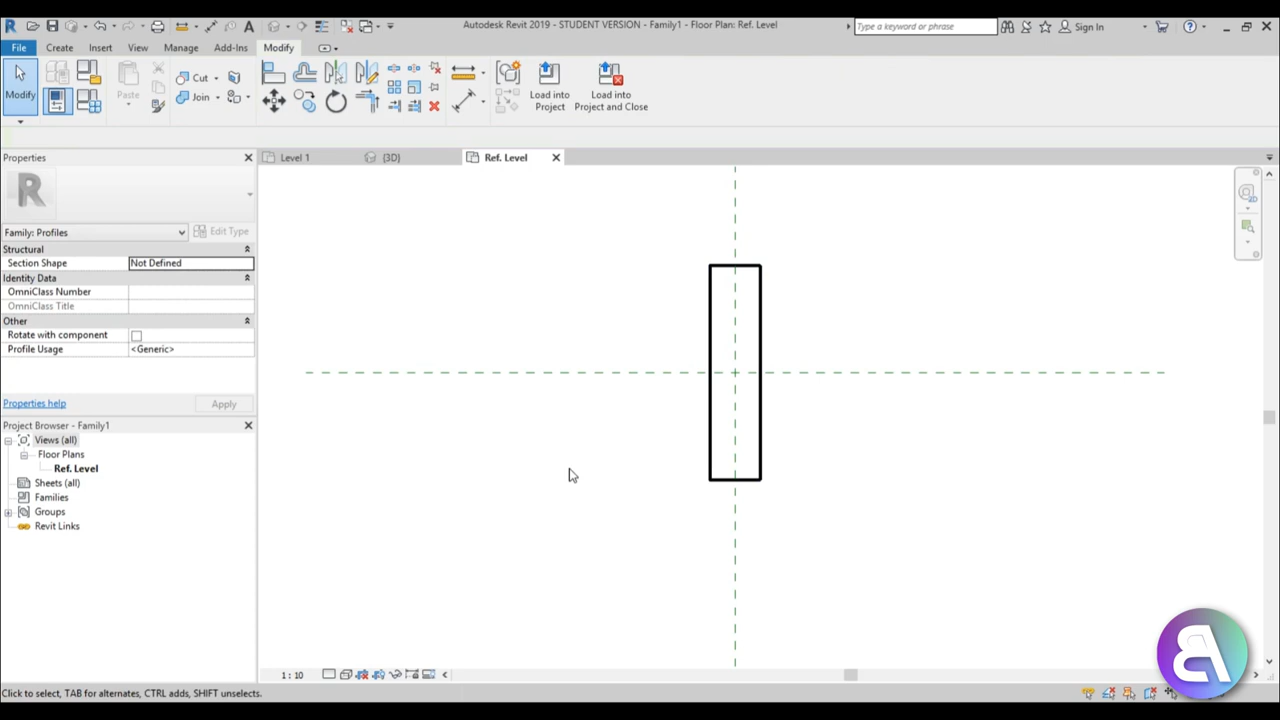 Autodesk Revit 2019 - STUDENT VERSION - Family1 - Floor Plan: Ref. Level
Type a keyword or phrase
Sign In
File Create Insert View Manage Add-Ins Modify
Modify
Paste
Cut
Join
Load into Project
Load into Project and Close
Properties
Level 1
{3D}
Ref. Level
Family: Profiles
Edit Type
Structural
Section Shape Not Defined
Identity Data
OmniClass Number
OmniClass Title
Other
Rotate with component
Profile Usage <Generic>
Properties help
Apply
Project Browser - Family1
Views (all)
Floor Plans
Ref. Level
Sheets (all)
Families
Groups
Revit Links
1 : 10
Click to select, TAB for alternates, CTRL adds, SHIFT unselects.